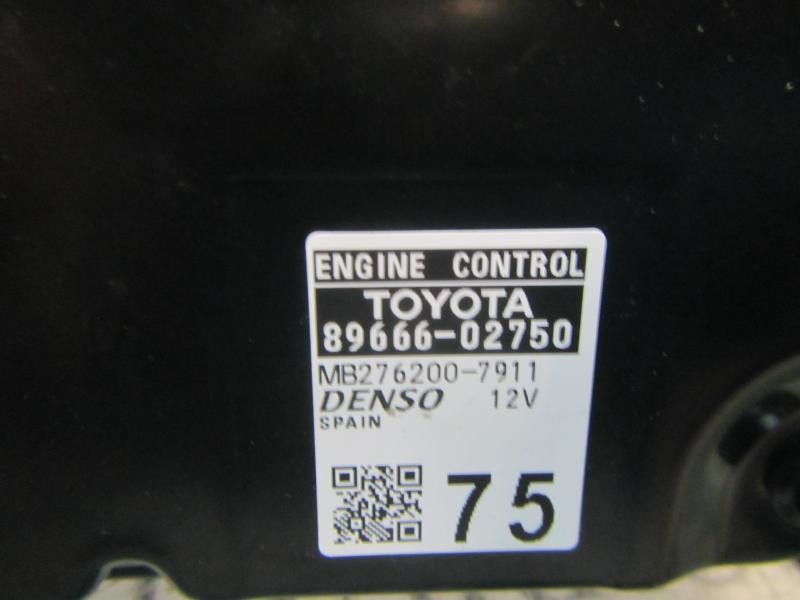 ENGINE CONTROL
TOYOTA
89666-02750
MB276200-7911
DENSO 12V
SPAIN
75